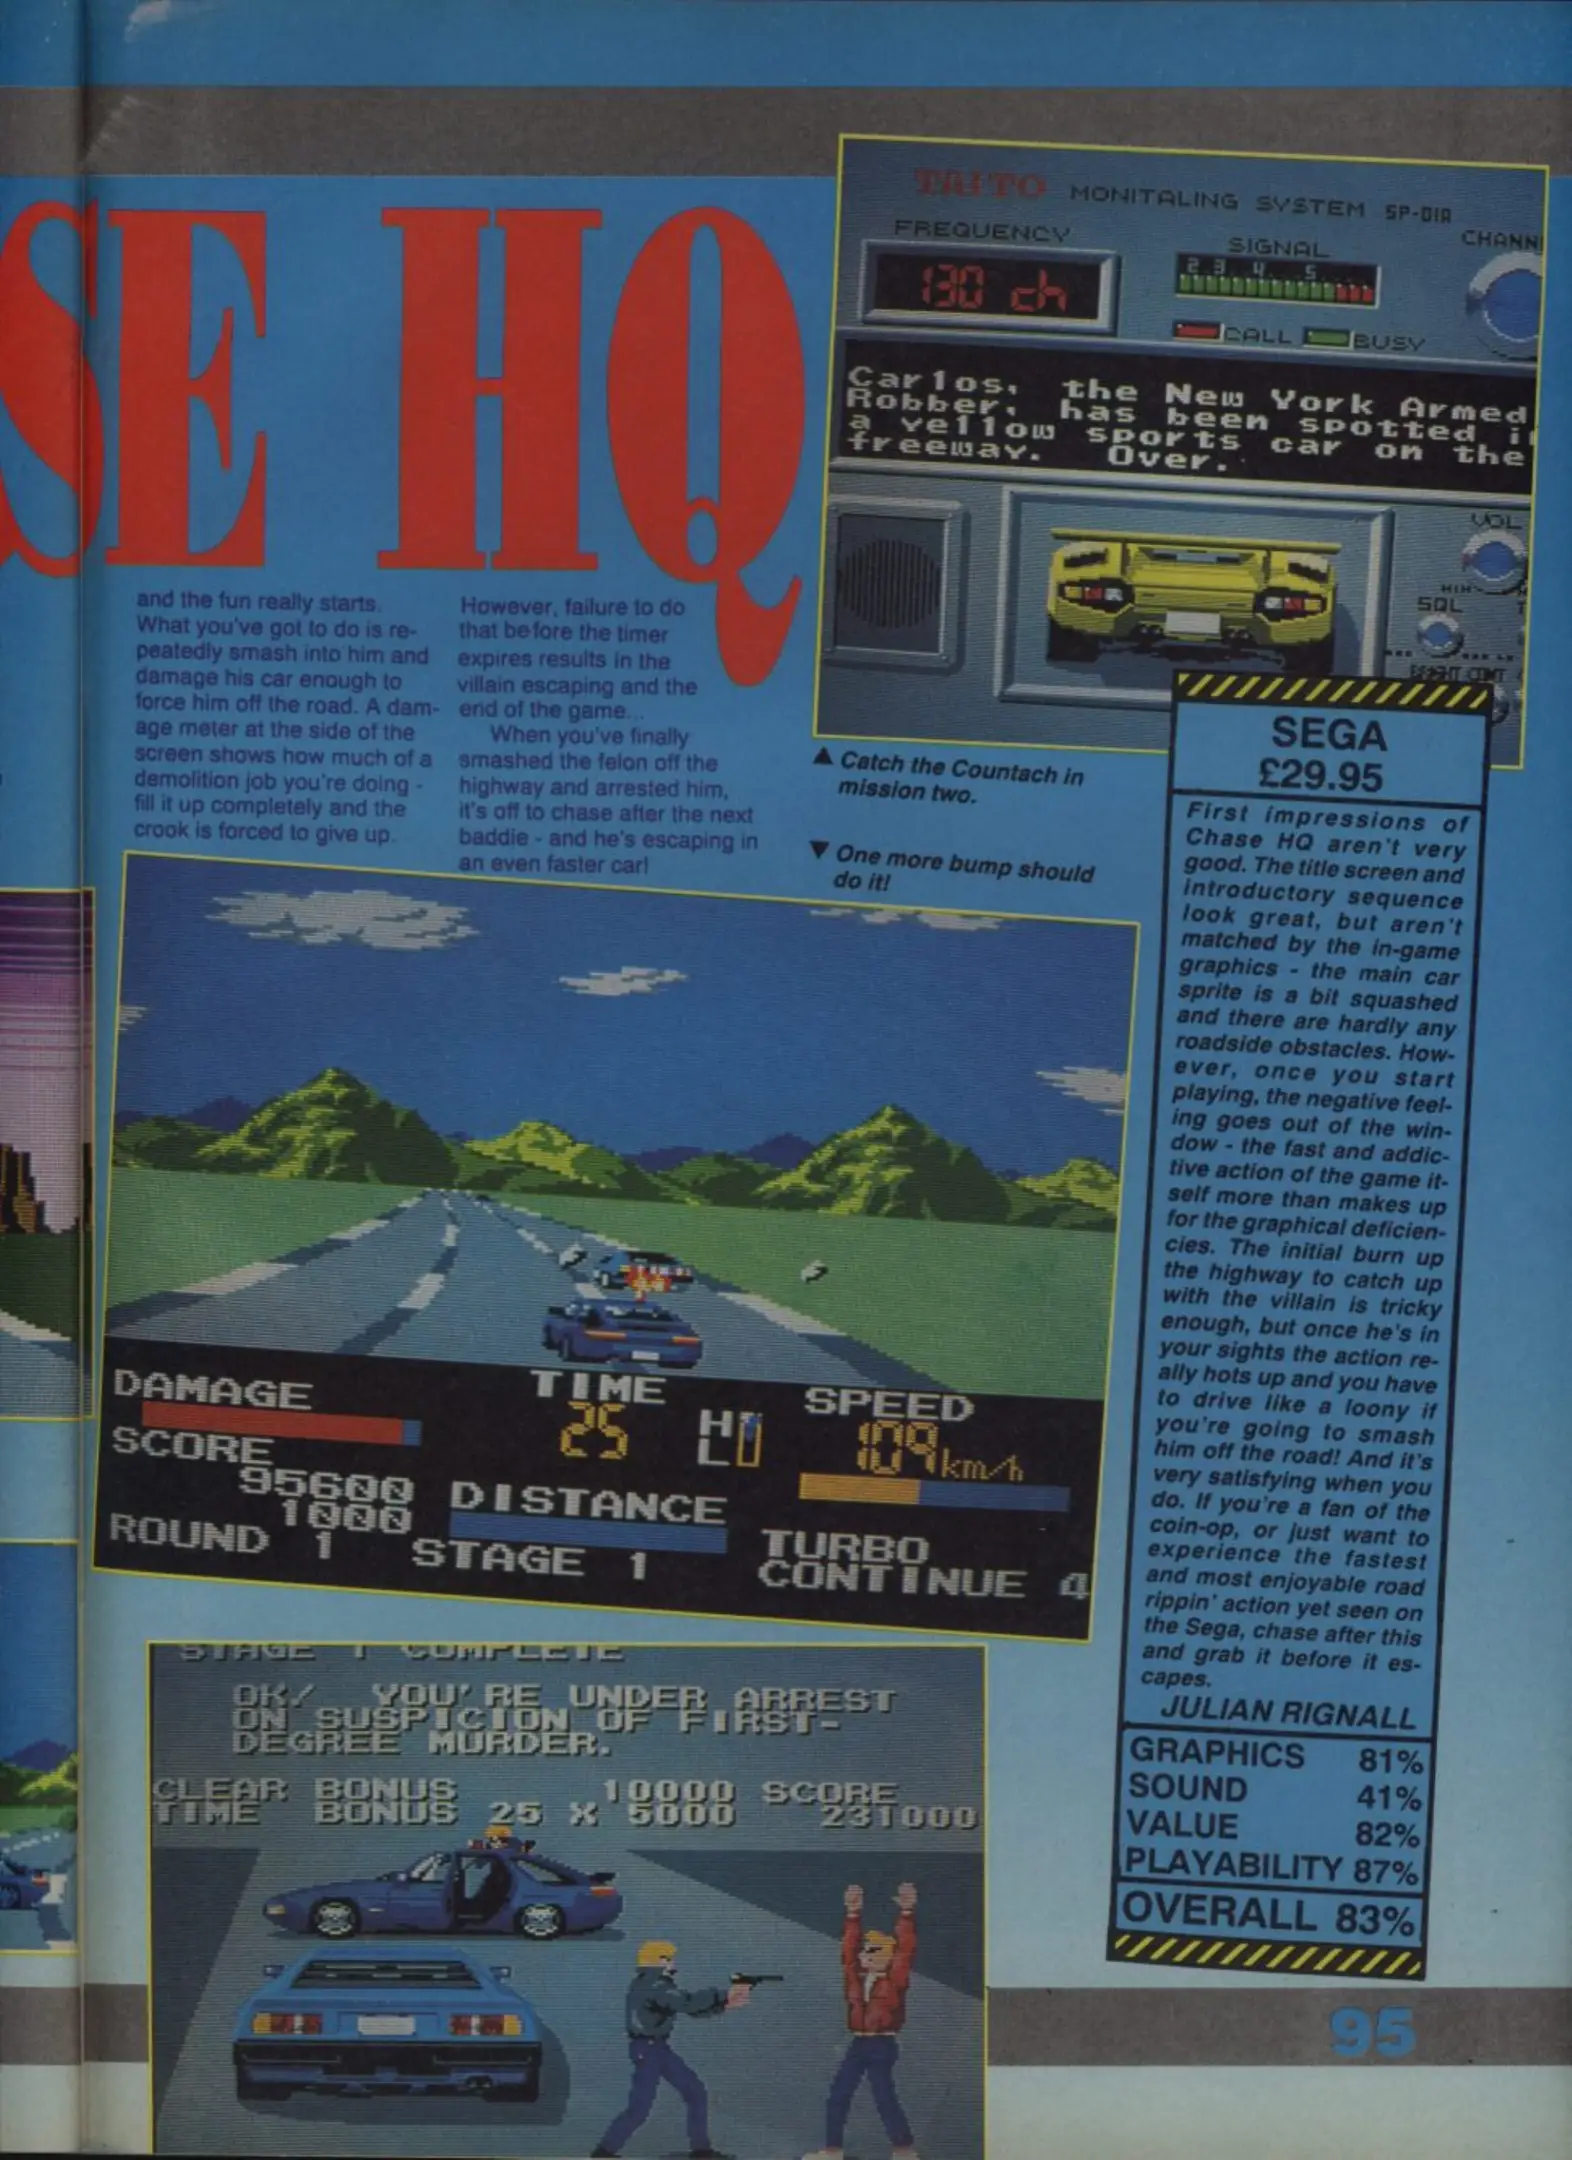 SE HQ
and the fun really starts.
What you've got to do is re-
peatedly smash into him and
damage his car enough to
force him off the road. A dam-
age meter at the side of the
screen shows how much of a
demolition job you're doing -
fill it up completely and the
crook is forced to give up.
However, failure to do
that before the timer
expires results in the
villain escaping and the
end of the game...
When you've finally
smashed the felon off the
highway and arrested him,
it's off to chase after the next
baddie - and he's escaping in
an even faster car!
TAITO MONITALING SYSTEM SP-01A
FREQUENCY
SIGNAL
CHANN
130 ch
2 3 4 5
CALL BUSY
Carlos, the New York Armed
Robber, has been spotted i
a yellow sports car on the
freeway. Over.
VOL
MIN
SQL
BRIGHT CONT
▲ Catch the Countach in
mission two.
▼ One more bump should
do it!
DAMAGE
TIME
25
H
L
SPEED
109km/h
SCORE
95600
1000
DISTANCE
ROUND 1
STAGE 1
TURBO
CONTINUE 4
STAGE 1 COMPLETE
OK/ YOU'RE UNDER ARREST
ON SUSPICION OF FIRST-
DEGREE MURDER.
CLEAR BONUS 10000 SCORE
TIME BONUS 25 X 5000 231000
SEGA
£29.95
First impressions of
Chase HQ aren't very
good. The title screen and
introductory sequence
look great, but aren't
matched by the in-game
graphics - the main car
sprite is a bit squashed
and there are hardly any
roadside obstacles. How-
ever, once you start
playing, the negative feel-
ing goes out of the win-
dow - the fast and addic-
tive action of the game it-
self more than makes up
for the graphical deficien-
cies. The initial burn up
the highway to catch up
with the villain is tricky
enough, but once he's in
your sights the action re-
ally hots up and you have
to drive like a loony if
you're going to smash
him off the road! And it's
very satisfying when you
do. If you're a fan of the
coin-op, or just want to
experience the fastest
and most enjoyable road
rippin' action yet seen on
the Sega, chase after this
and grab it before it es-
capes.
JULIAN RIGNALL
GRAPHICS 81%
SOUND 41%
VALUE 82%
PLAYABILITY 87%
OVERALL 83%
95